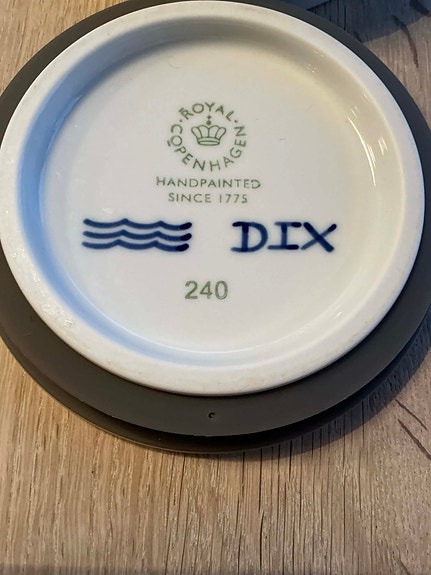 ROYAL
COPENHAGEN
HANDPAINTED
SINCE 1775
DIX
240